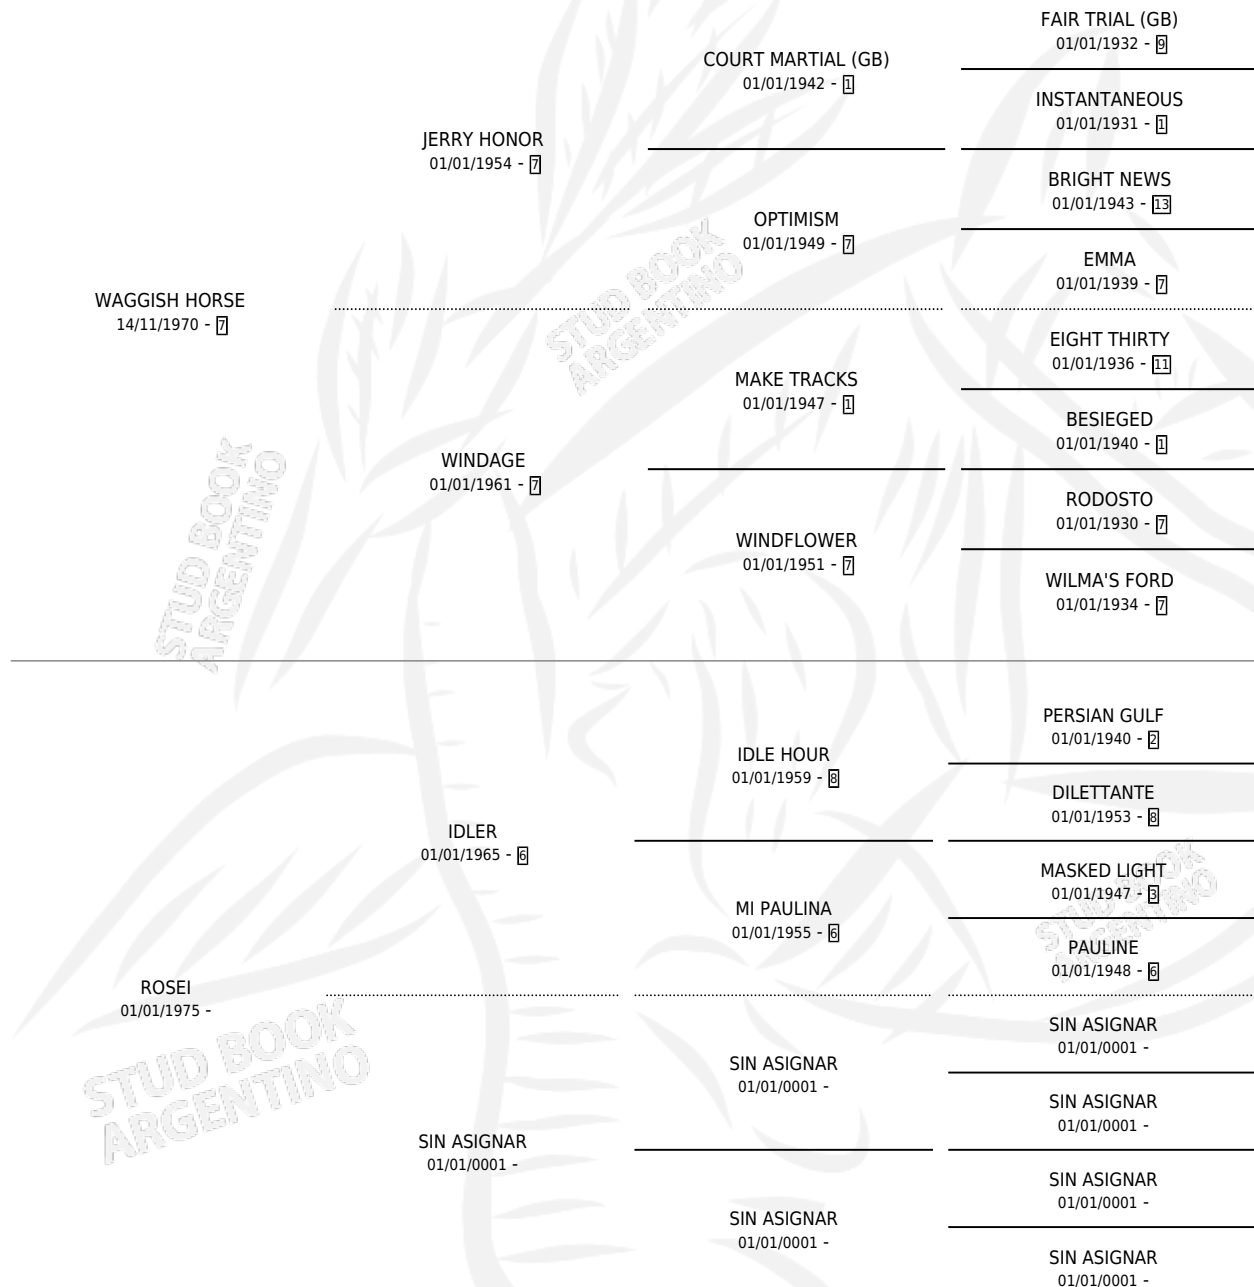 FAIR TRIAL (GB)
01/01/1932 - 9
COURT MARTIAL (GB)
01/01/1942 - 1
INSTANTANEOUS
01/01/1931 - 1
JERRY HONOR
01/01/1954 - 7
BRIGHT NEWS
01/01/1943 - 13
OPTIMISM
01/01/1949 - 7
EMMA
01/01/1939 - 7
WAGGISH HORSE
14/11/1970 - 7
EIGHT THIRTY
01/01/1936 - 11
MAKE TRACKS
01/01/1947 - 1
BESIEGED
01/01/1940 - 1
WINDAGE
01/01/1961 - 7
RODOSTO
01/01/1930 - 7
WINDFLOWER
01/01/1951 - 7
WILMA'S FORD
01/01/1934 - 7
PERSIAN GULF
01/01/1940 - 2
IDLE HOUR
01/01/1959 - 8
DILETTANTE
01/01/1953 - 8
IDLER
01/01/1965 - 6
MASKED LIGHT
01/01/1947 - 3
MI PAULINA
01/01/1955 - 6
PAULINE
01/01/1948 - 6
ROSEI
01/01/1975 -
SIN ASIGNAR
01/01/0001 -
SIN ASIGNAR
01/01/0001 -
SIN ASIGNAR
01/01/0001 -
SIN ASIGNAR
01/01/0001 -
SIN ASIGNAR
01/01/0001 -
SIN ASIGNAR
01/01/0001 -
SIN ASIGNAR
01/01/0001 -
STUD BOOK
ARGENTINO
STUD BOOK
ARGENTINO
STUD BOOK
ARGENTINO
STUD BOOK
ARGENTINO